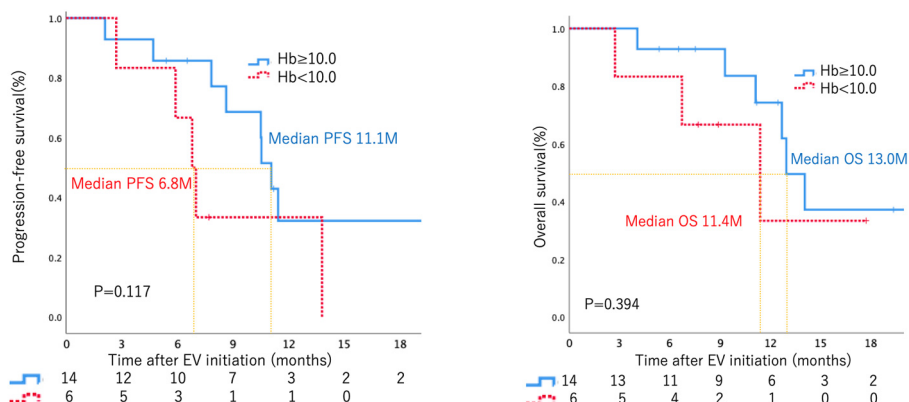 Progression-free survival(%)
1.0
0.8
0.6
0.4
0.2
0.0
Hb≥10.0
Hb<10.0
Median PFS 11.1M
Median PFS 6.8M
P=0.117
0 3 6 9 12 15 18
Time after EV initiation (months)
14 12 10 7 3 2 2
6 5 3 1 1 0
Overall survival(%)
1.0
0.8
0.6
0.4
0.2
0.0
Hb≥10.0
Hb<10.0
Median OS 13.0M
Median OS 11.4M
P=0.394
0 3 6 9 12 15 18
Time after EV initiation (months)
14 13 11 9 6 3 2
6 5 4 2 1 0 0